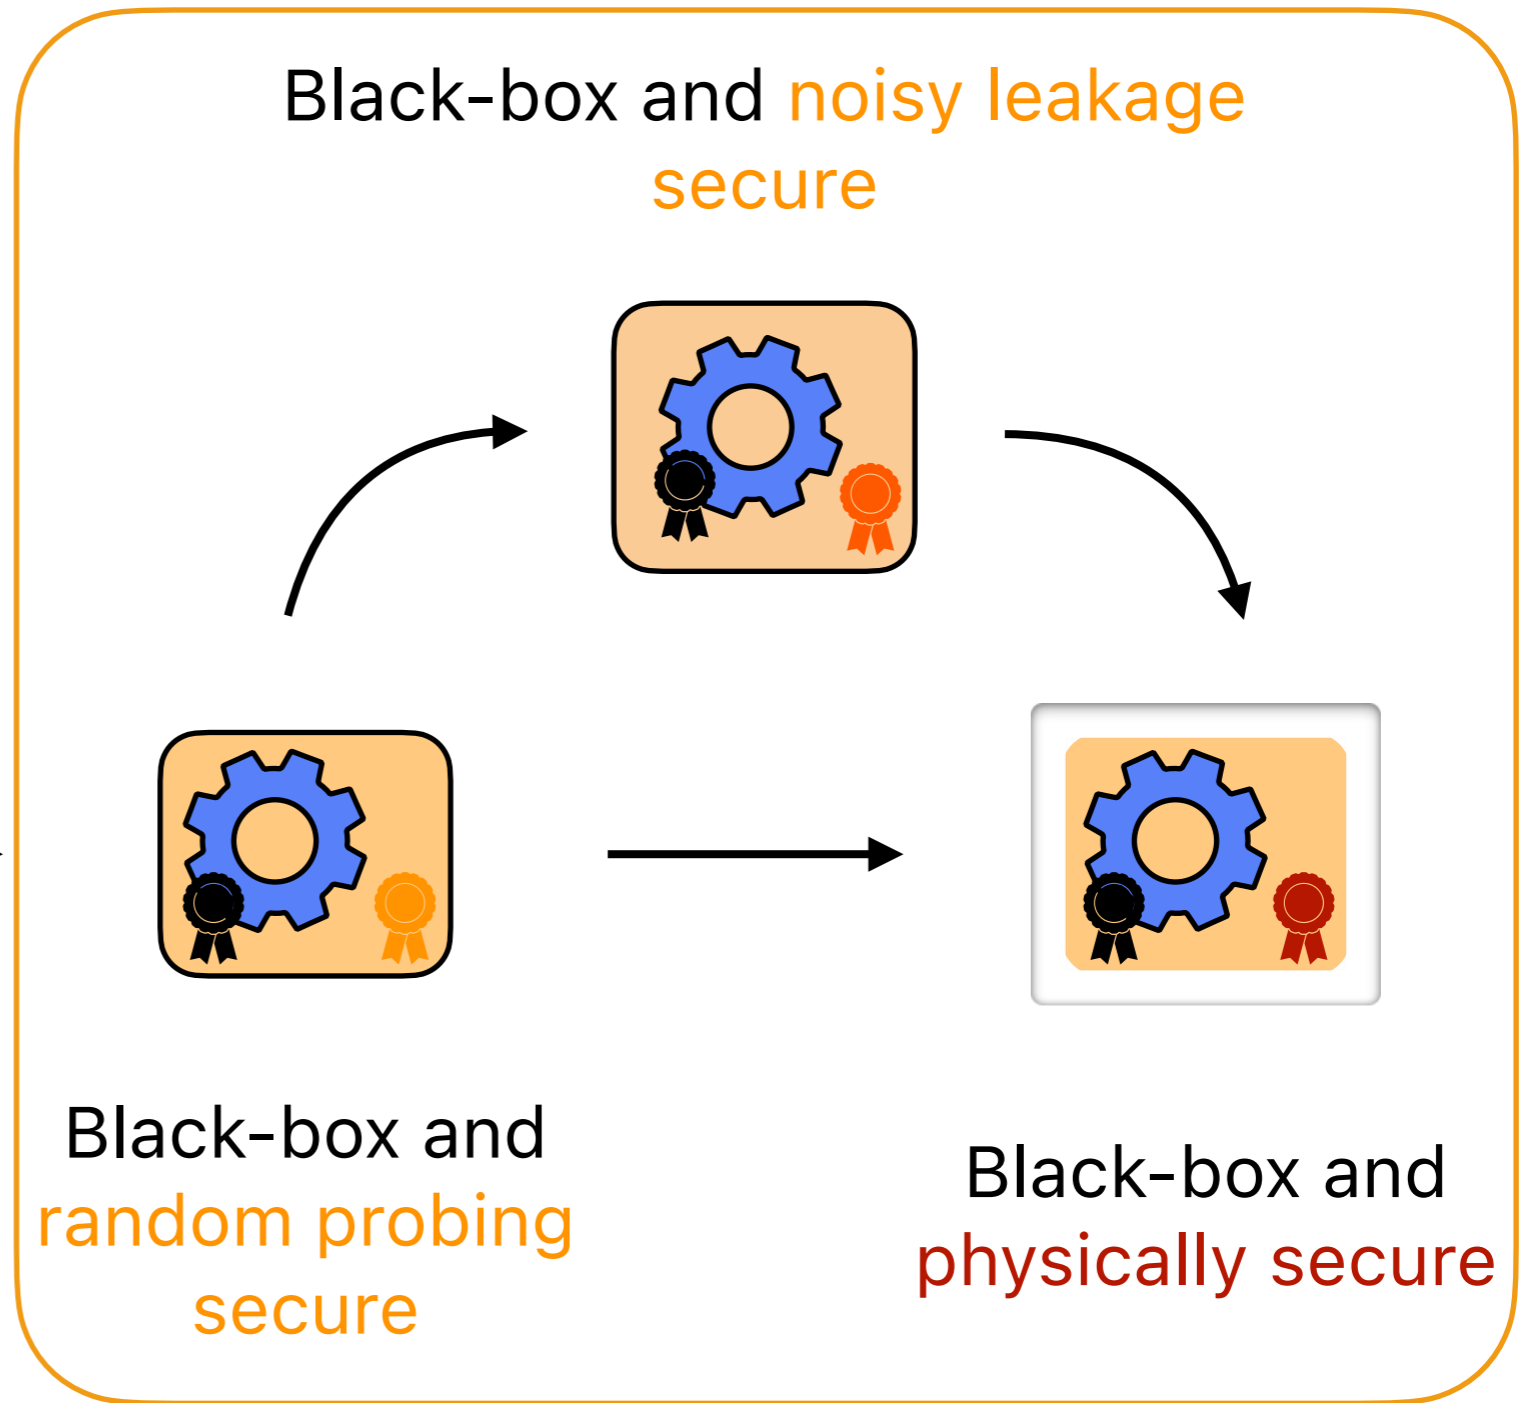 Black-box and noisy leakage
secure
Black-box and
random probing
secure
Black-box and
physically secure